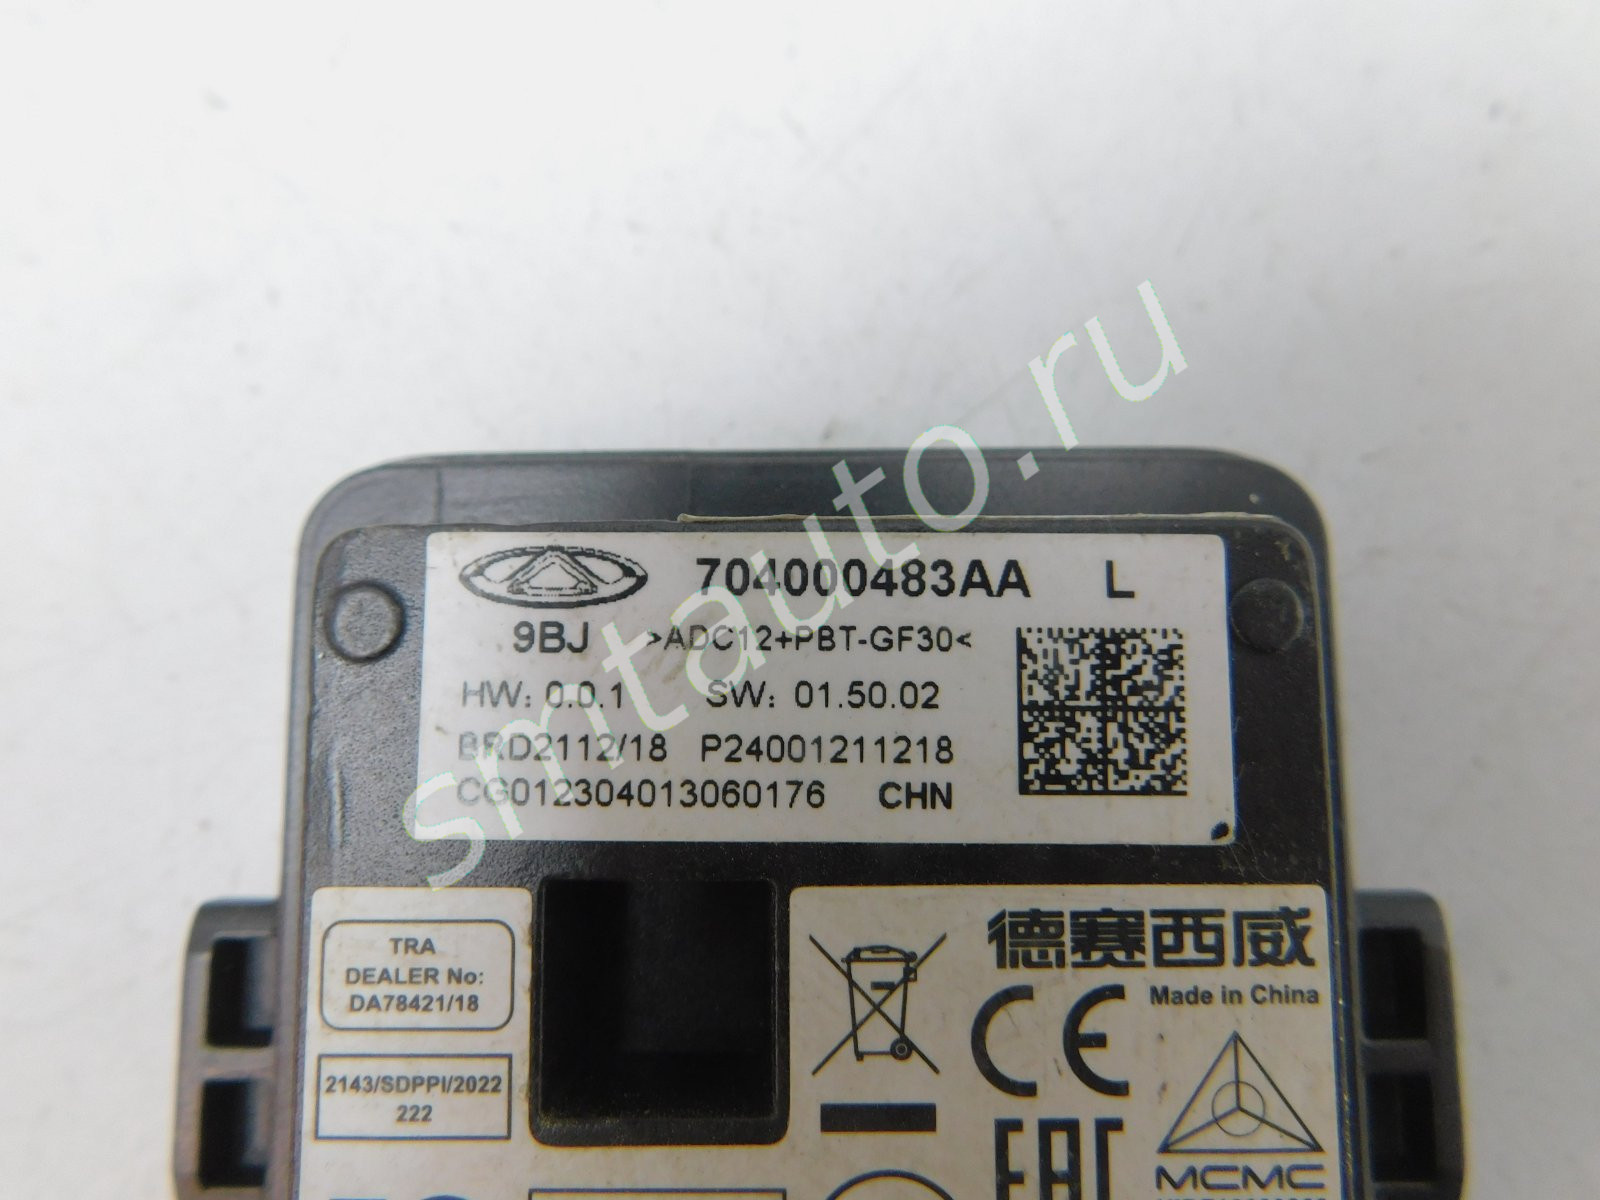 704000483AA L
9BJ >ADC12+PBT-GF30<
HW: 0.0.1 SW: 01.50.02
BRD2112/18 P24001211218
CG012304013060176 CHN
smtauto.ru
TRA
DEALER No:
DA78421/18
2143/SDPPI/2022
222
德赛西威
CE Made in China
EAC
MCMC